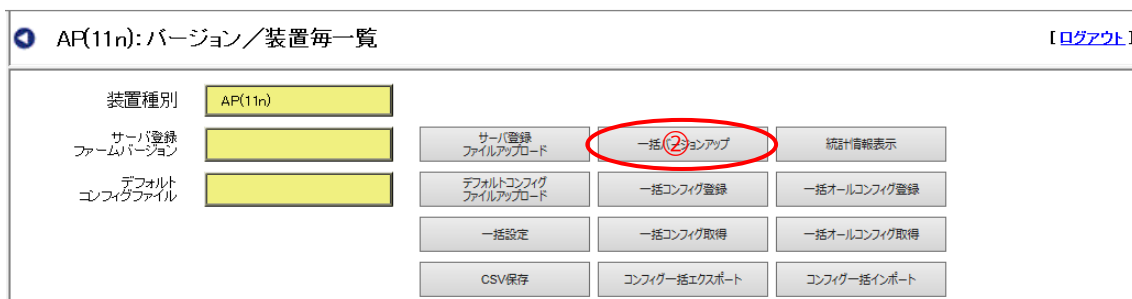 AP(11n):バージョン/装置毎一覧
[ログアウト]
装置種別
AP(11n)
サーバ登録
ファームバージョン
サーバ登録
ファイルアップロード
一括バージョンアップ
②
統計情報表示
デフォルト
コンフィグファイル
デフォルトコンフィグ
ファイルアップロード
一括コンフィグ登録
一括オールコンフィグ登録
一括設定
一括コンフィグ取得
一括オールコンフィグ取得
CSV保存
コンフィグ一括エクスポート
コンフィグ一括インポート